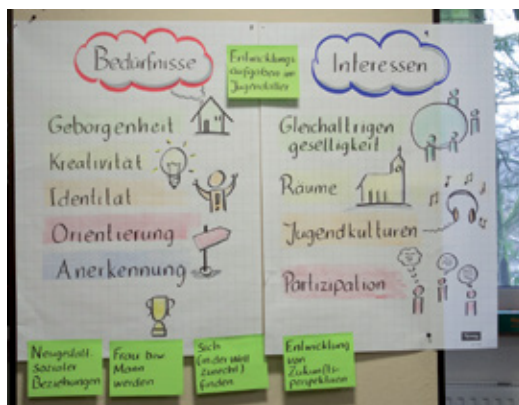 Bedürfnisse
Entwicklungs
aufgaben im
Jugendalter
Interessen
Geborgenheit
Kreativität
Identität
Orientierung
Anerkennung
Gleichaltrigen
geselligkeit
Räume
Jugendkulturen
Partizipation
Neugestalt.
sozialer
Beziehungen
Frau bzw.
Mann
werden
Sich
(in der Welt
zurecht)
finden
Entwicklung
von
Zukunfts-
perspektiven